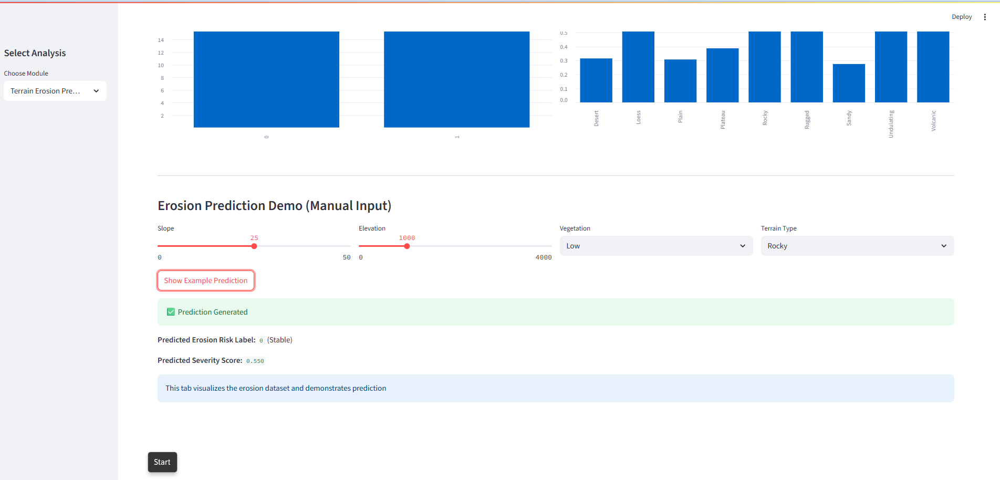 Deploy
Select Analysis
Choose Module
Terrain Erosion Pre...
14
12
10
8
6
4
2
0
1
0.5
0.4
0.3
0.2
0.1
0.0
Desert
Loess
Plain
Plateau
Rocky
Rugged
Sandy
Undulating
Volcanic
Erosion Prediction Demo (Manual Input)
Slope
25
0 50
Elevation
1000
0 4000
Vegetation
Low
Terrain Type
Rocky
Show Example Prediction
✅ Prediction Generated
Predicted Erosion Risk Label: 0 (Stable)
Predicted Severity Score: 0.550
This tab visualizes the erosion dataset and demonstrates prediction
Start